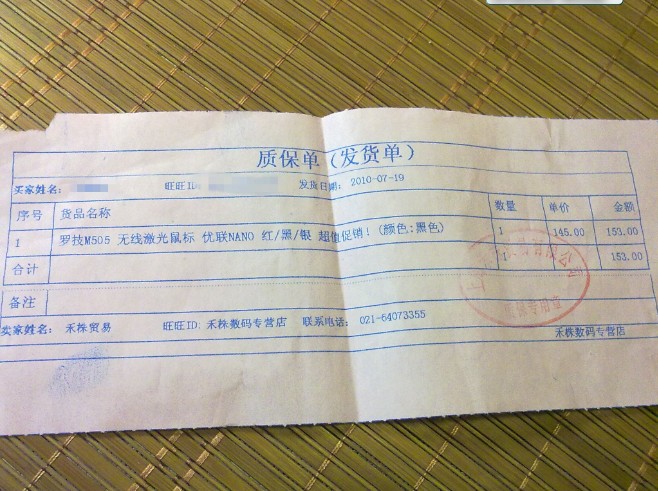 质保单（发货单）
买家姓名： 旺旺ID: 发货日期：2010-07-19
序号 货品名称 数量 单价 金额
1 罗技M505 无线激光鼠标 优联NANO 红/黑/银 超值促销！(颜色:黑色) 1 145.00 153.00
合计 1 153.00
备注
卖家姓名： 禾株贸易 旺旺ID: 禾株数码专营店 联系电话： 021-64073355 禾株数码专营店